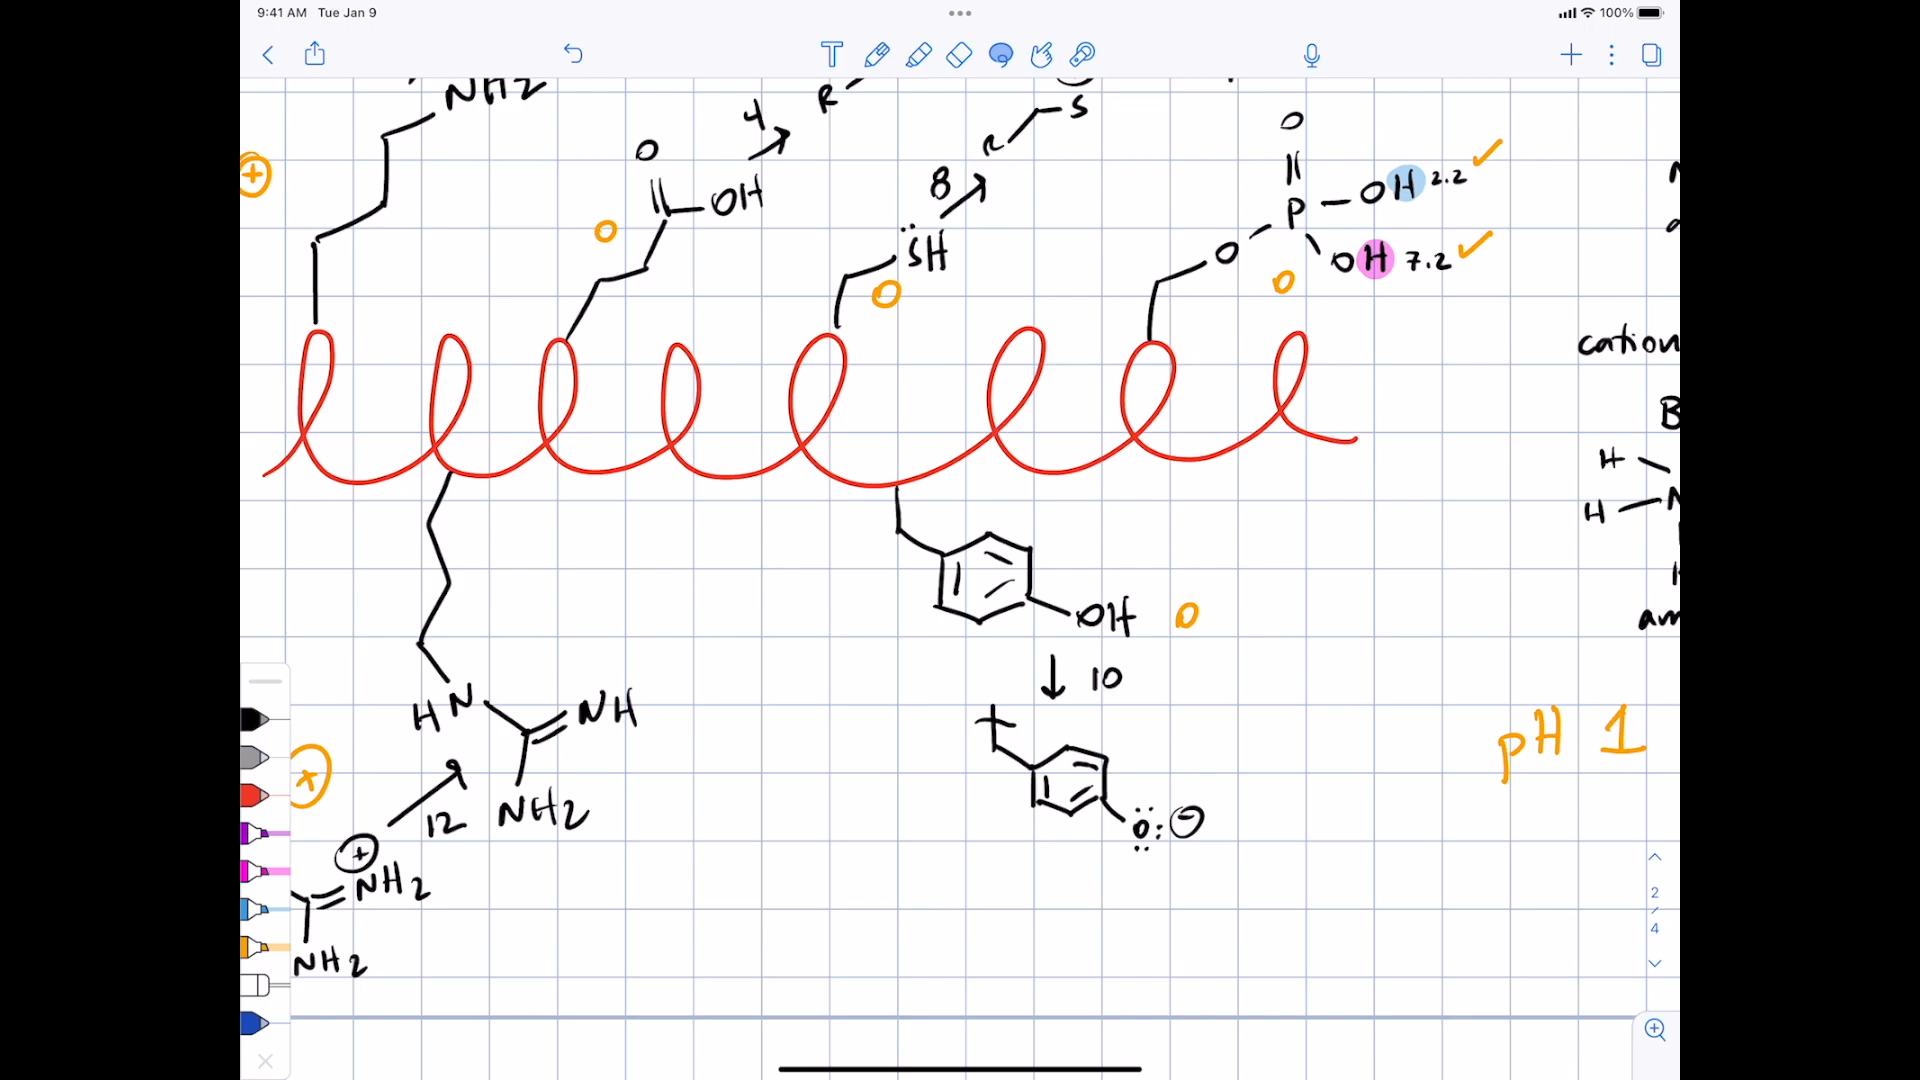 9:41 AM Tue Jan 9
100%
T
NH2
O
OH
4
R
8
R
S
SH
O
P
OH 2.2
OH 7.2
O
O
O
O
cation
B
H
H
N
am
OH
O
10
H N
NH
NH2
12
+
+
+
NH2
NH2
O
pH 1
2
/
4